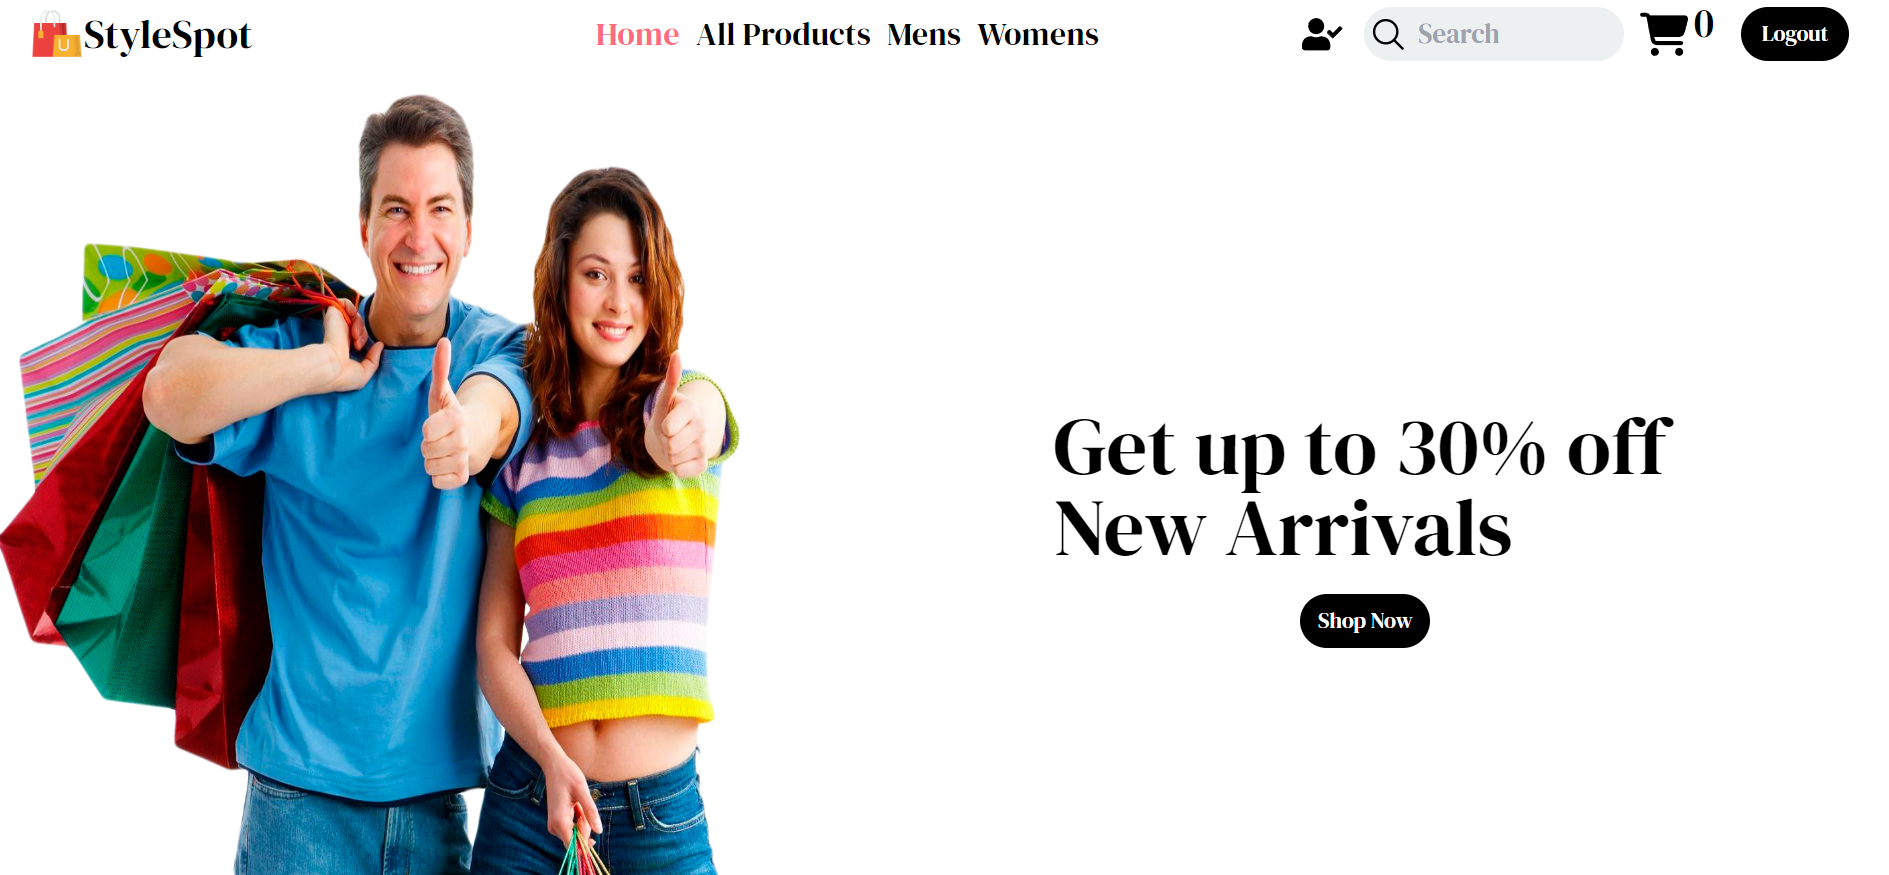 StyleSpot
Home All Products Mens Womens
Search
0
Logout
Get up to 30% off
New Arrivals
Shop Now